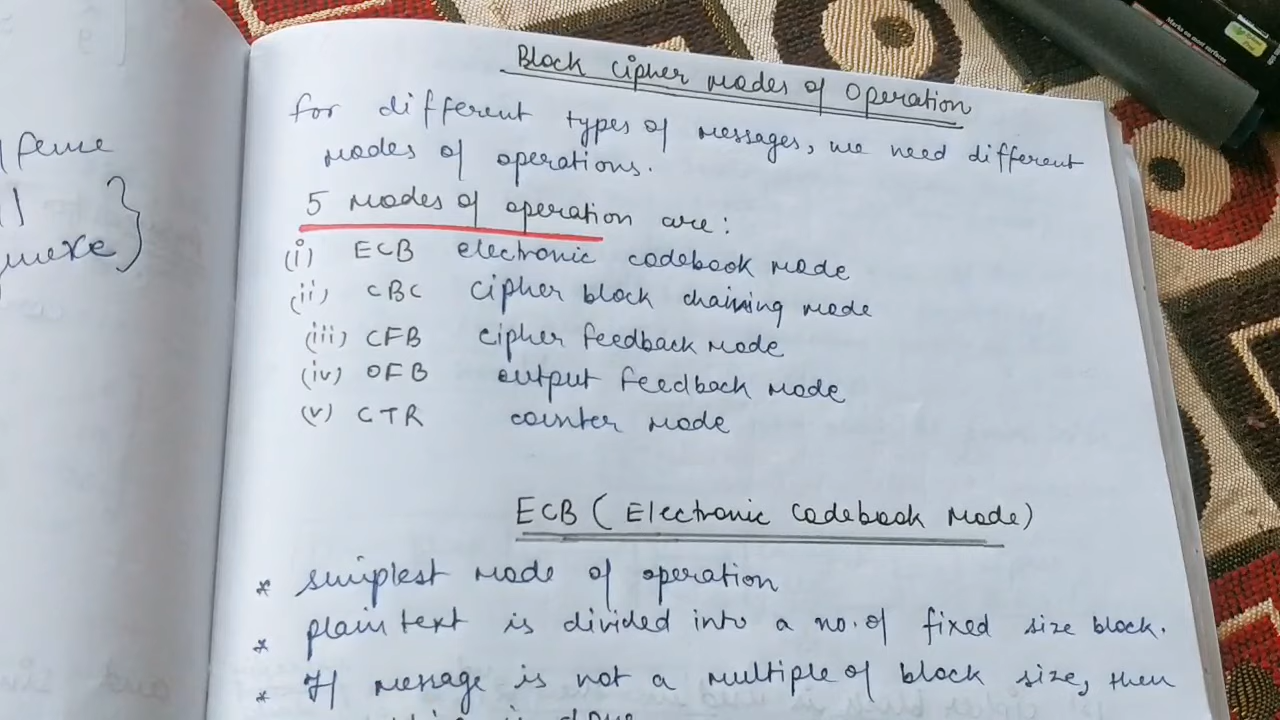 Block Cipher Modes of Operation
For different types of messages, we need different
modes of operations.
5 Modes of operation are:
(i) ECB electronic codebook mode
(ii) CBC cipher block chaining mode
(iii) CFB cipher feedback mode
(iv) OFB output feedback mode
(v) CTR counter mode
ECB (Electronic Codebook Mode)
* simplest mode of operation
* plain text is divided into a no. of fixed size block.
* If message is not a multiple of block size, then